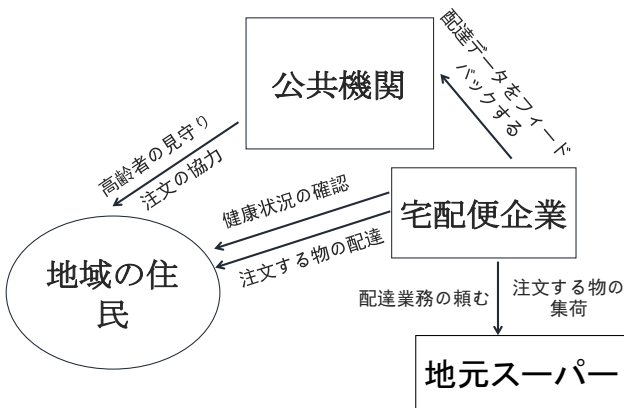 公共機関
配達データをフィード
バックする
高齢者の見守り
注文の協力
健康状況の確認
注文する物の配達
宅配便企業
地域の住
民
配達業務の頼む
注文する物の
集荷
地元スーパー